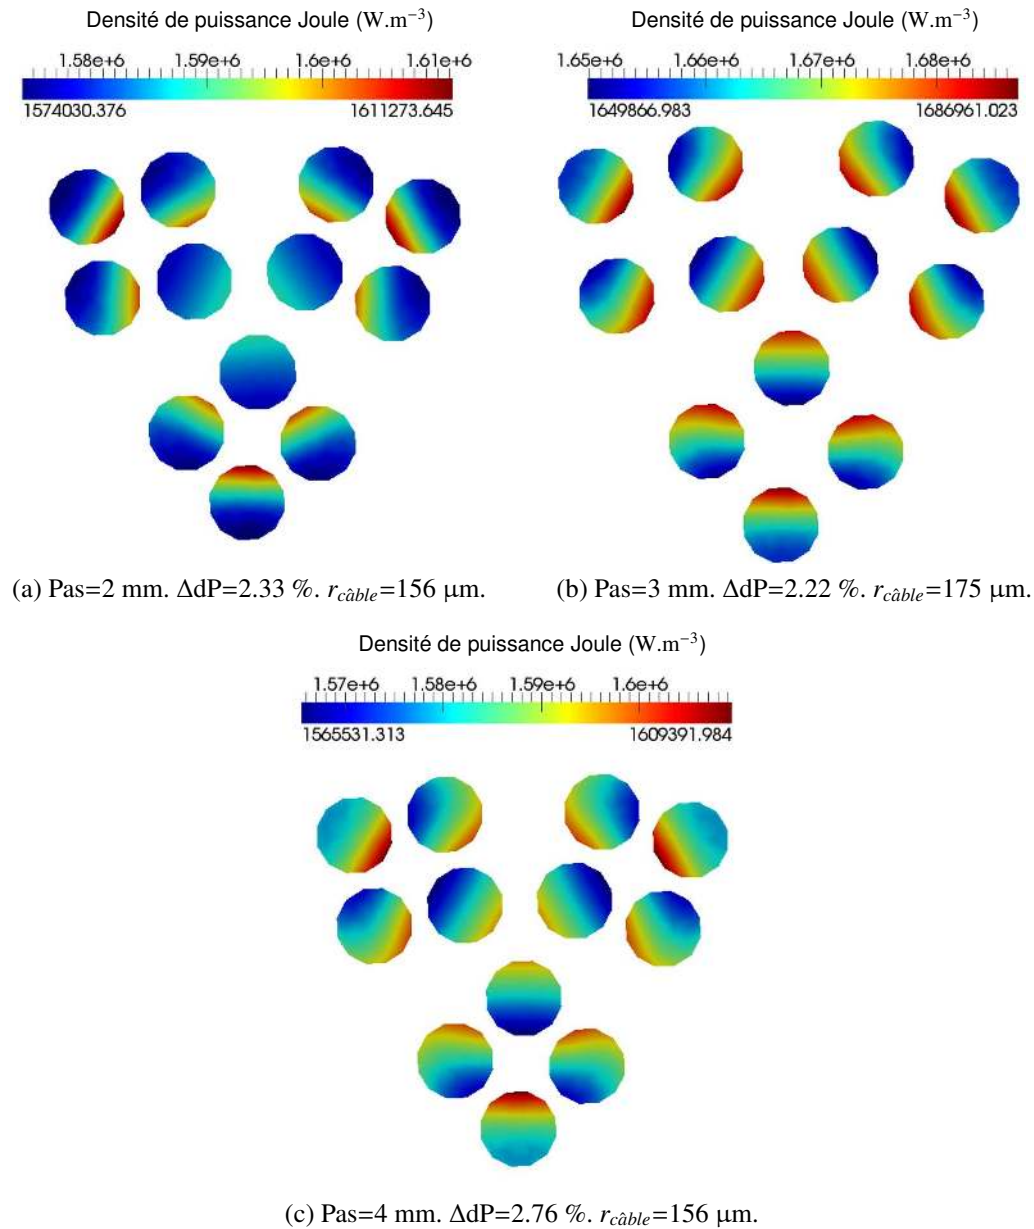 Densité de puissance Joule (W.m−3)
1.58e+6 1.59e+6 1.6e+6 1.61e+6
1574030.376 1611273.645
Densité de puissance Joule (W.m−3)
1.65e+6 1.66e+6 1.67e+6 1.68e+6
1649866.983 1686961.023
(a) Pas=2 mm. ΔdP=2.33 %. rcâble=156 μm.
(b) Pas=3 mm. ΔdP=2.22 %. rcâble=175 μm.
Densité de puissance Joule (W.m−3)
1.57e+6 1.58e+6 1.59e+6 1.6e+6
1565531.313 1609391.984
(c) Pas=4 mm. ΔdP=2.76 %. rcâble=156 μm.